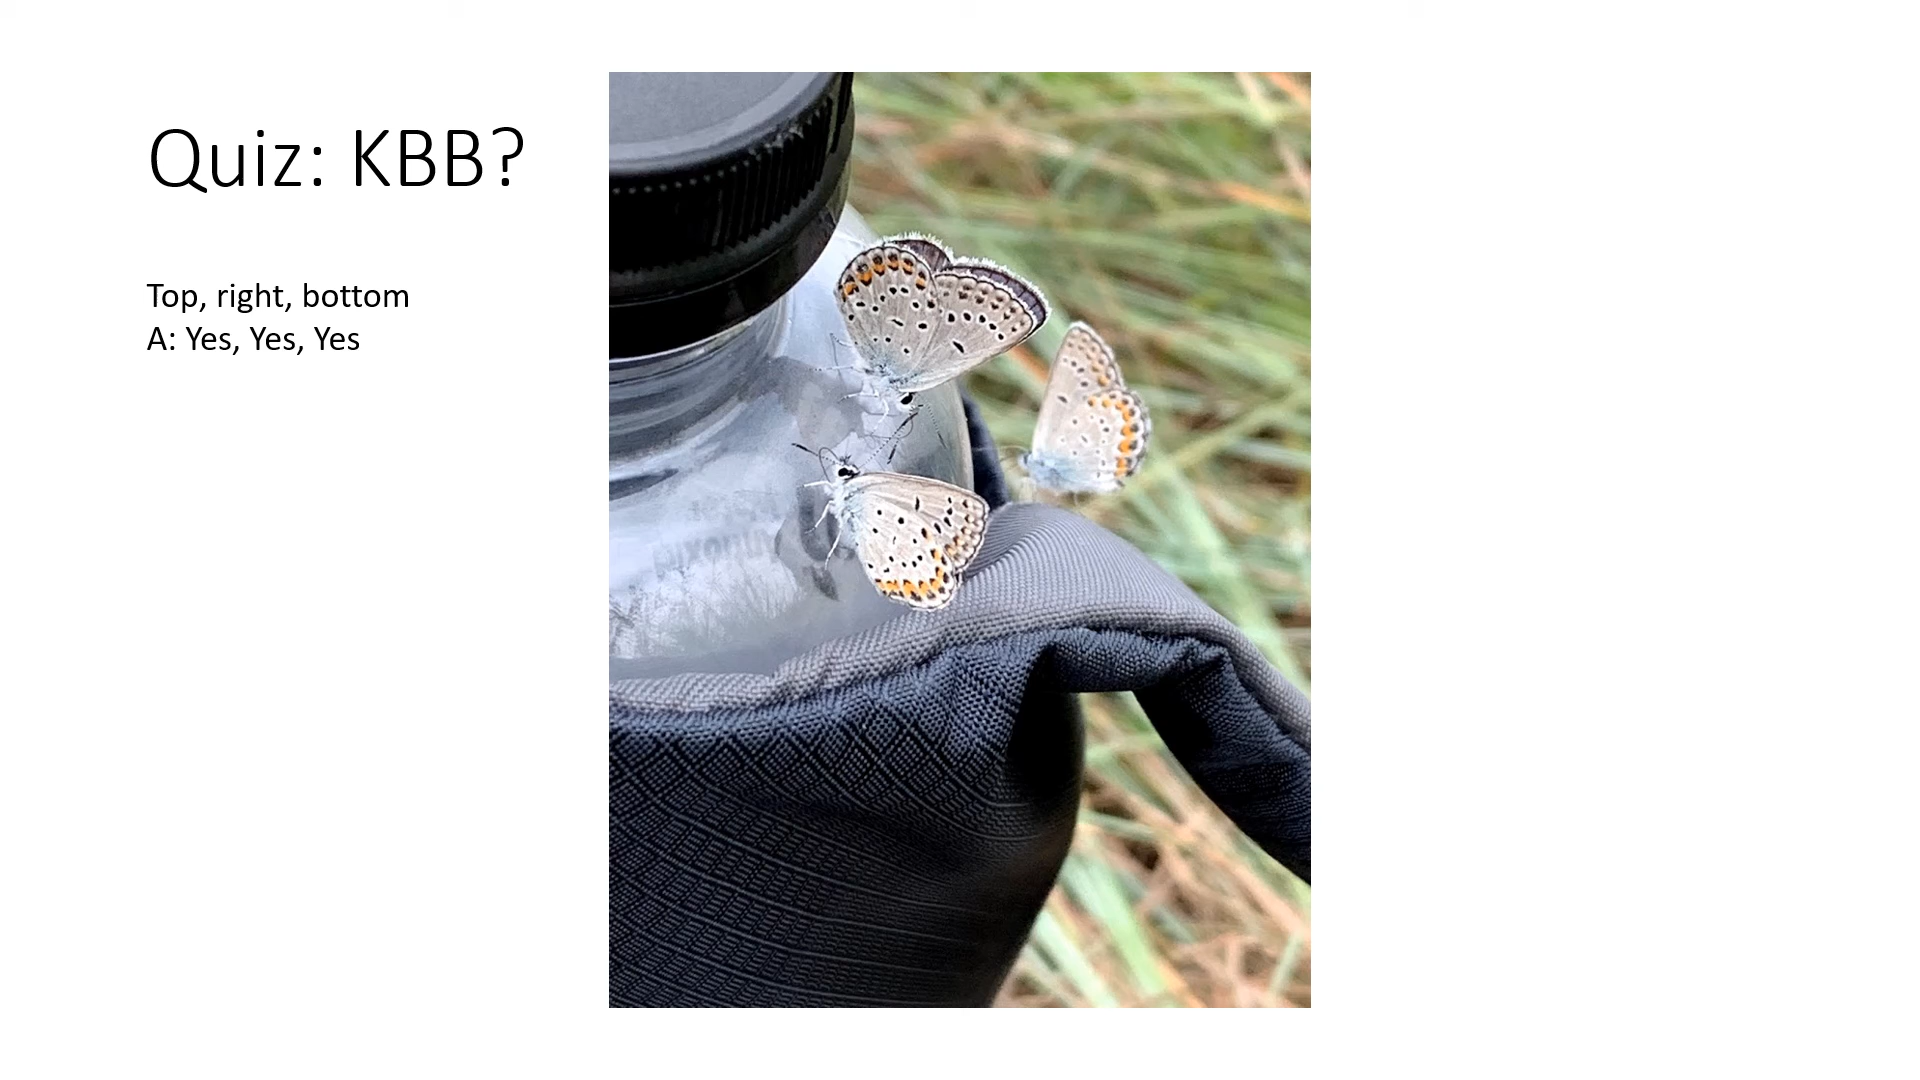 Quiz: KBB?
Top, right, bottom
A: Yes, Yes, Yes